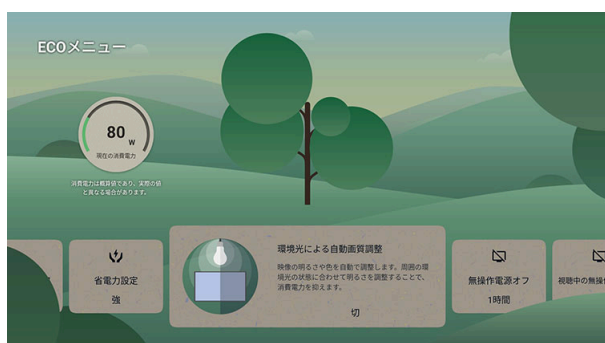 ECOメニュー
80
W
現在の消費電力
消費電力は概算値であり、実際の値
と異なる場合があります。
省電力設定
強
環境光による自動画質調整
映像の明るさや色を自動で調整します。周囲の環
境光の状態に合わせて明るさを調整することで、
消費電力を抑えます。
切
無操作電源オフ
1時間
視聴中の無操